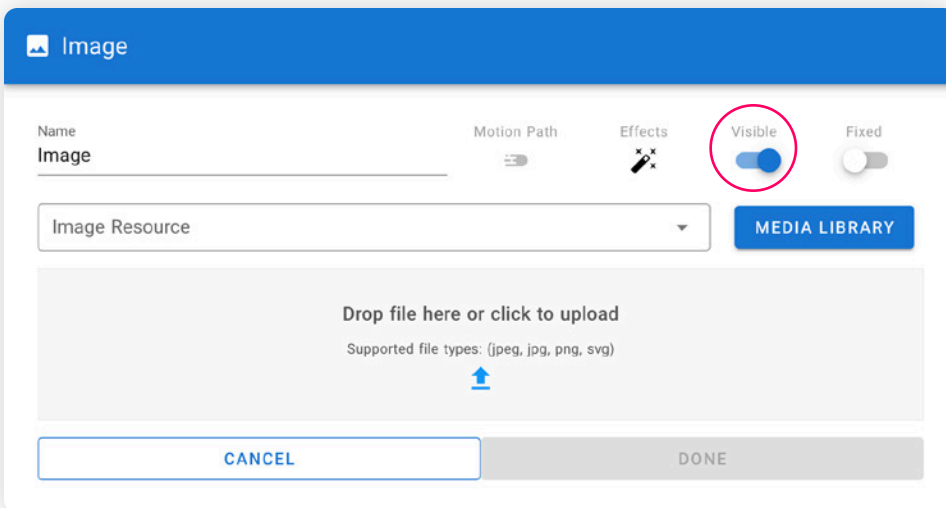 Image
Name
Image
Motion Path
Effects
Visible
Fixed
Image Resource
MEDIA LIBRARY
Drop file here or click to upload
Supported file types: (jpeg, jpg, png, svg)
CANCEL
DONE